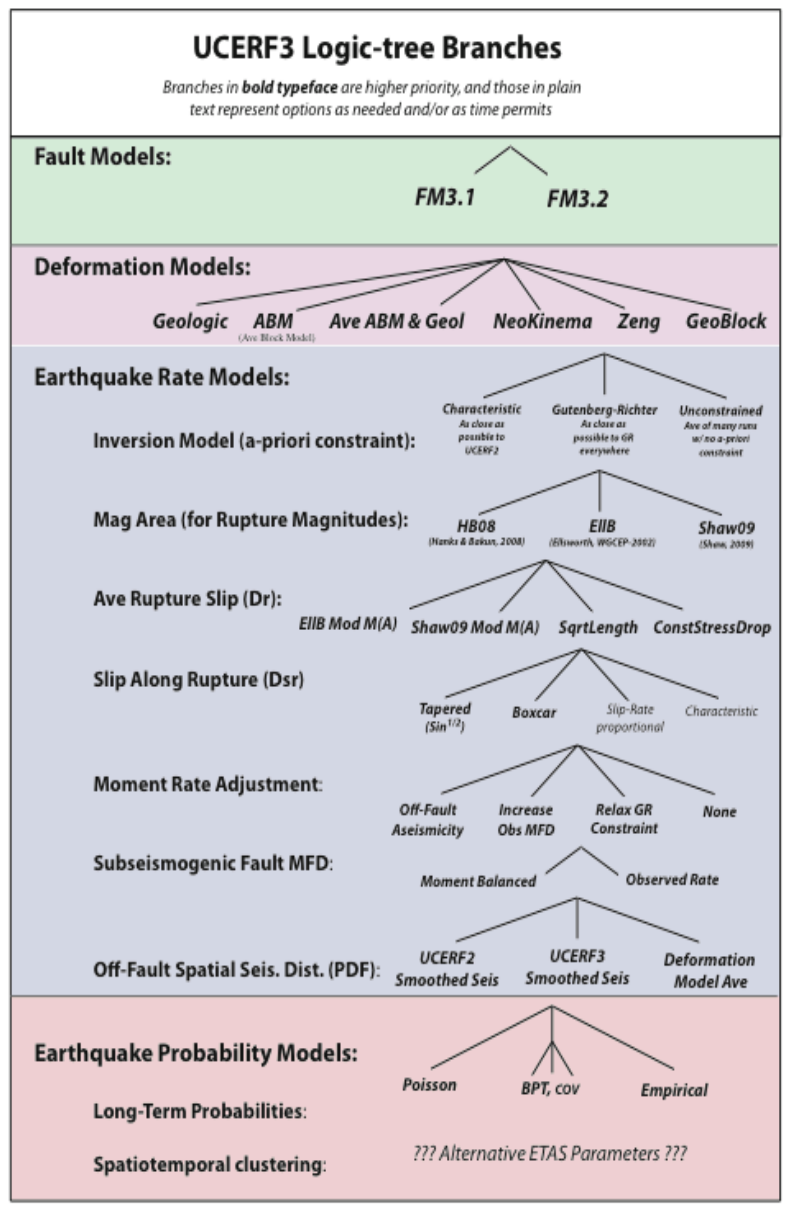 UCERF3 Logic-tree Branches
Branches in bold typeface are higher priority, and those in plain
text represent options as needed and/or as time permits
Fault Models:
FM3.1 FM3.2
Deformation Models:
Geologic ABM Ave ABM & Geol NeoKinema Zeng GeoBlock
(Ave Block Model)
Earthquake Rate Models:
Inversion Model (a-priori constraint):
Characteristic
As close as
possible to
UCERF2
Gutenberg-Richter
As close as
possible to GR
everywhere
Unconstrained
Ave of many runs
w/ no a-priori
constraint
Mag Area (for Rupture Magnitudes):
HB08
(Hanks & Bakun, 2008)
EllB
(Ellsworth, WGCEP-2002)
Shaw09
(Shaw, 2009)
Ave Rupture Slip (Dr):
EllB Mod M(A) Shaw09 Mod M(A) SqrtLength ConstStressDrop
Slip Along Rupture (Dsr)
Tapered
(Sin1/2)
Boxcar
Slip-Rate
proportional
Characteristic
Moment Rate Adjustment:
Off-Fault
Aseismicity
Increase
Obs MFD
Relax GR
Constraint
None
Subseismogenic Fault MFD:
Moment Balanced Observed Rate
Off-Fault Spatial Seis. Dist. (PDF):
UCERF2
Smoothed Seis
UCERF3
Smoothed Seis
Deformation
Model Ave
Earthquake Probability Models:
Poisson BPT, COV Empirical
Long-Term Probabilities:
Spatiotemporal clustering:
??? Alternative ETAS Parameters ???